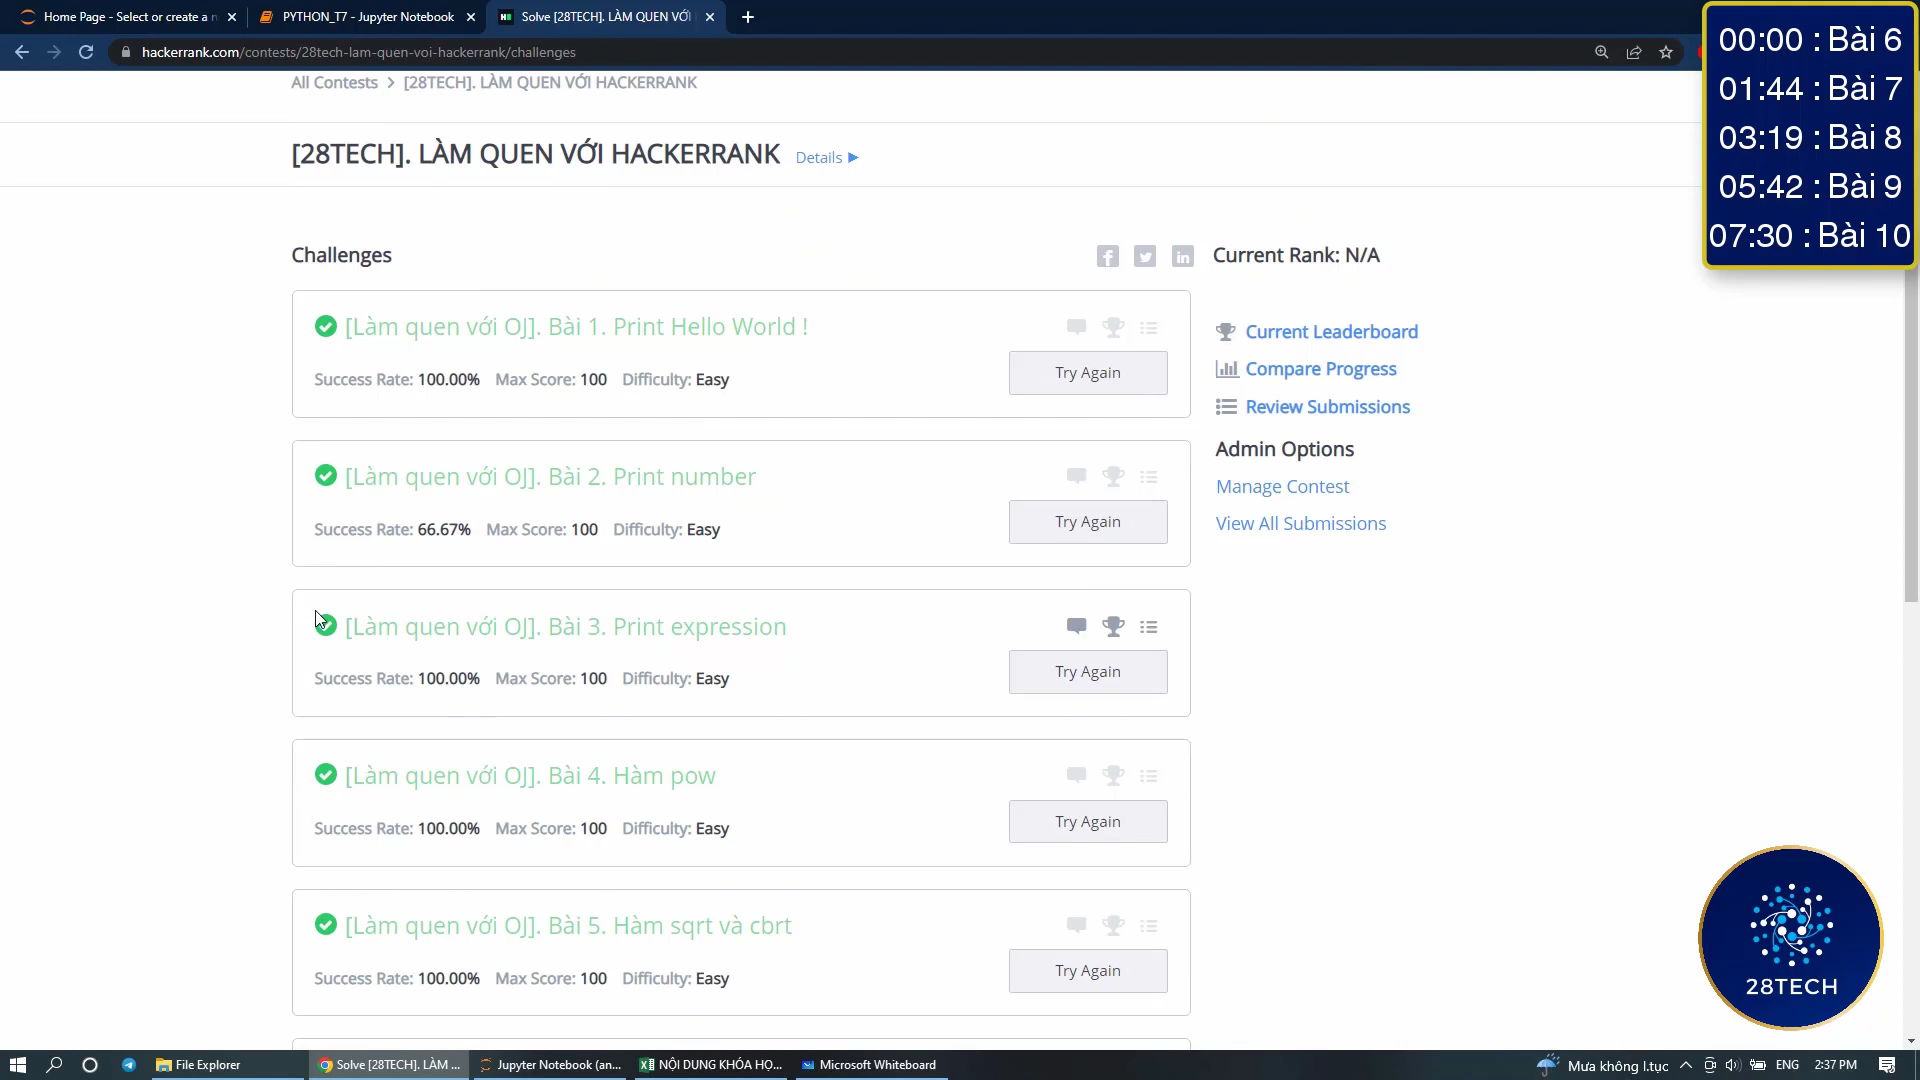 Home Page - Select or create a n
PYTHON_T7 - Jupyter Notebook
Solve [28TECH]. LÀM QUEN VỚI
hackerrank.com/contests/28tech-lam-quen-voi-hackerrank/challenges
00:00 : Bài 6
01:44 : Bài 7
03:19 : Bài 8
05:42 : Bài 9
07:30 : Bài 10
All Contests > [28TECH]. LÀM QUEN VỚI HACKERRANK
[28TECH]. LÀM QUEN VỚI HACKERRANK Details
Challenges
Current Rank: N/A
[Làm quen với OJ]. Bài 1. Print Hello World !
Success Rate: 100.00% Max Score: 100 Difficulty: Easy
Try Again
Current Leaderboard
Compare Progress
Review Submissions
Admin Options
Manage Contest
View All Submissions
[Làm quen với OJ]. Bài 2. Print number
Success Rate: 66.67% Max Score: 100 Difficulty: Easy
Try Again
[Làm quen với OJ]. Bài 3. Print expression
Success Rate: 100.00% Max Score: 100 Difficulty: Easy
Try Again
[Làm quen với OJ]. Bài 4. Hàm pow
Success Rate: 100.00% Max Score: 100 Difficulty: Easy
Try Again
[Làm quen với OJ]. Bài 5. Hàm sqrt và cbrt
Success Rate: 100.00% Max Score: 100 Difficulty: Easy
Try Again
28TECH
File Explorer
Solve [28TECH]. LÀM ...
Jupyter Notebook (an...
NỘI DUNG KHÓA HỌ...
Microsoft Whiteboard
Mưa không l.tục
ENG
2:37 PM